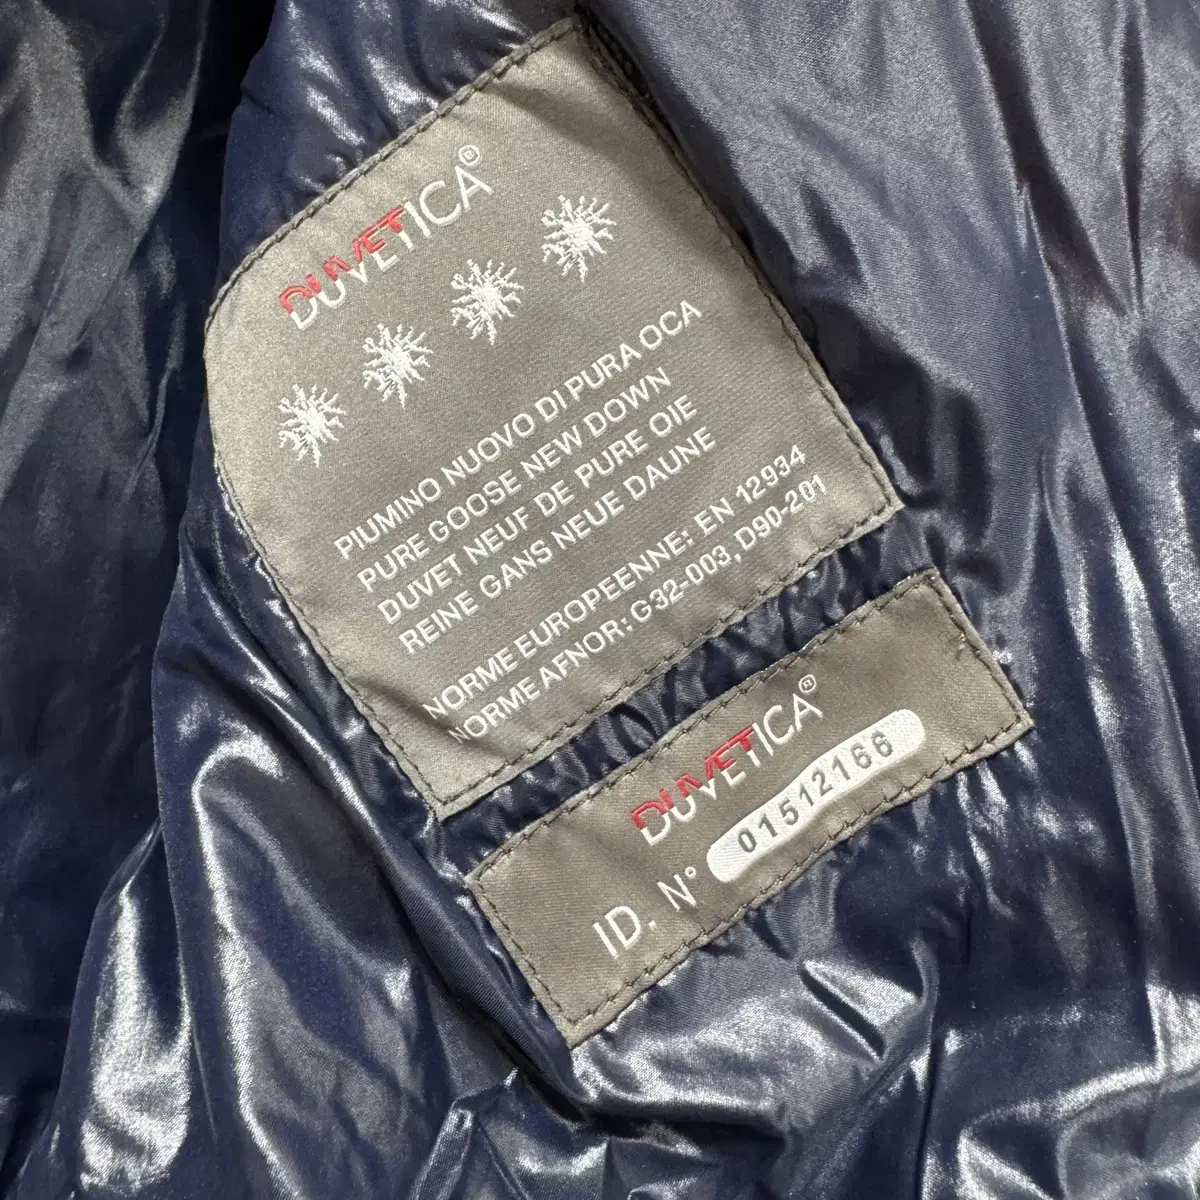 DUVETICA®
PIUMINO NUOVO DI PURA OCA
PURE GOOSE NEW DOWN
DUVET NEUF DE PURE OIE
REINE GANS NEUE DAUNE
NORME EUROPEENNE: EN 12934
NORME AFNOR: G32-003, D90-201
DUVETICA®
ID. N° 01512166